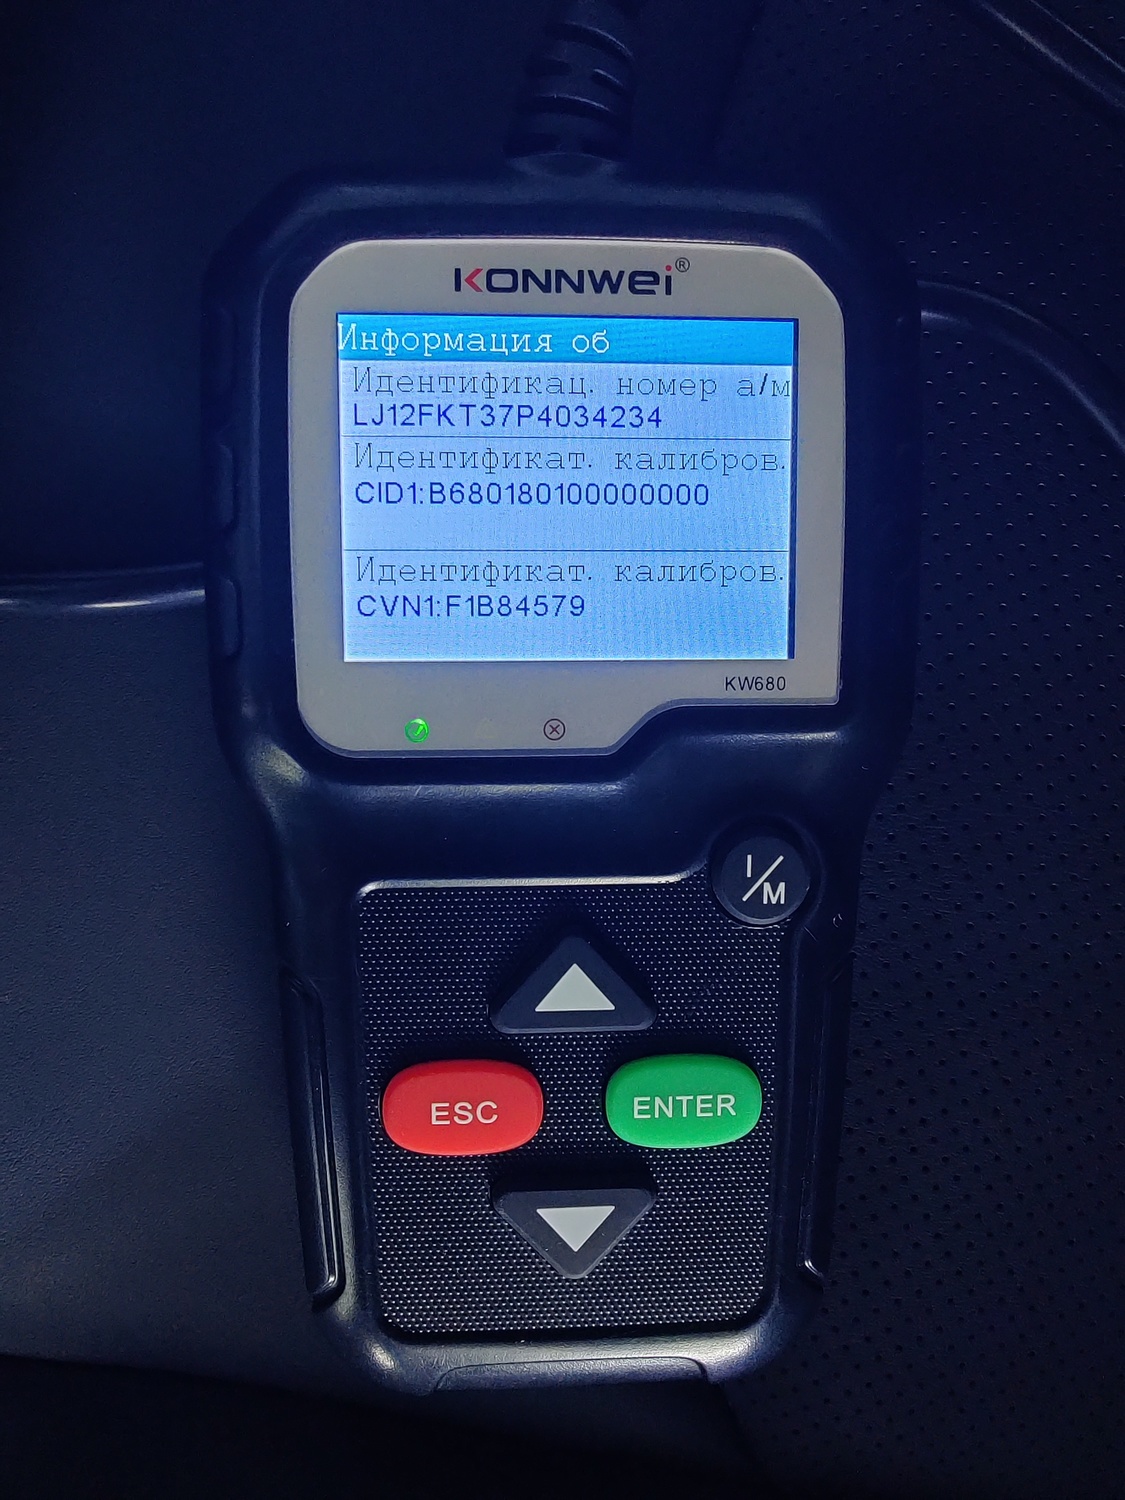 KONNWEI®
Информация об
Идентификац. номер а/м
LJ12FKT37P4034234
Идентификат. калибров.
CID1:B680180100000000
Идентификат. калибров.
CVN1:F1B84579
KW680
I/M
ESC
ENTER